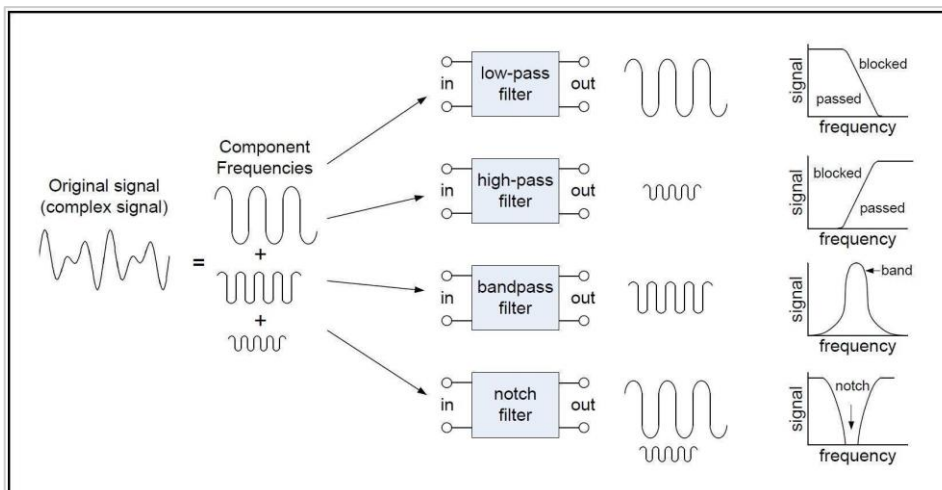 Original signal
(complex signal)
=
Component
Frequencies
+
+
in
low-pass
filter
out
signal
passed
blocked
frequency
in
high-pass
filter
out
signal
blocked
passed
frequency
in
bandpass
filter
out
signal
band
frequency
in
notch
filter
out
signal
notch
frequency